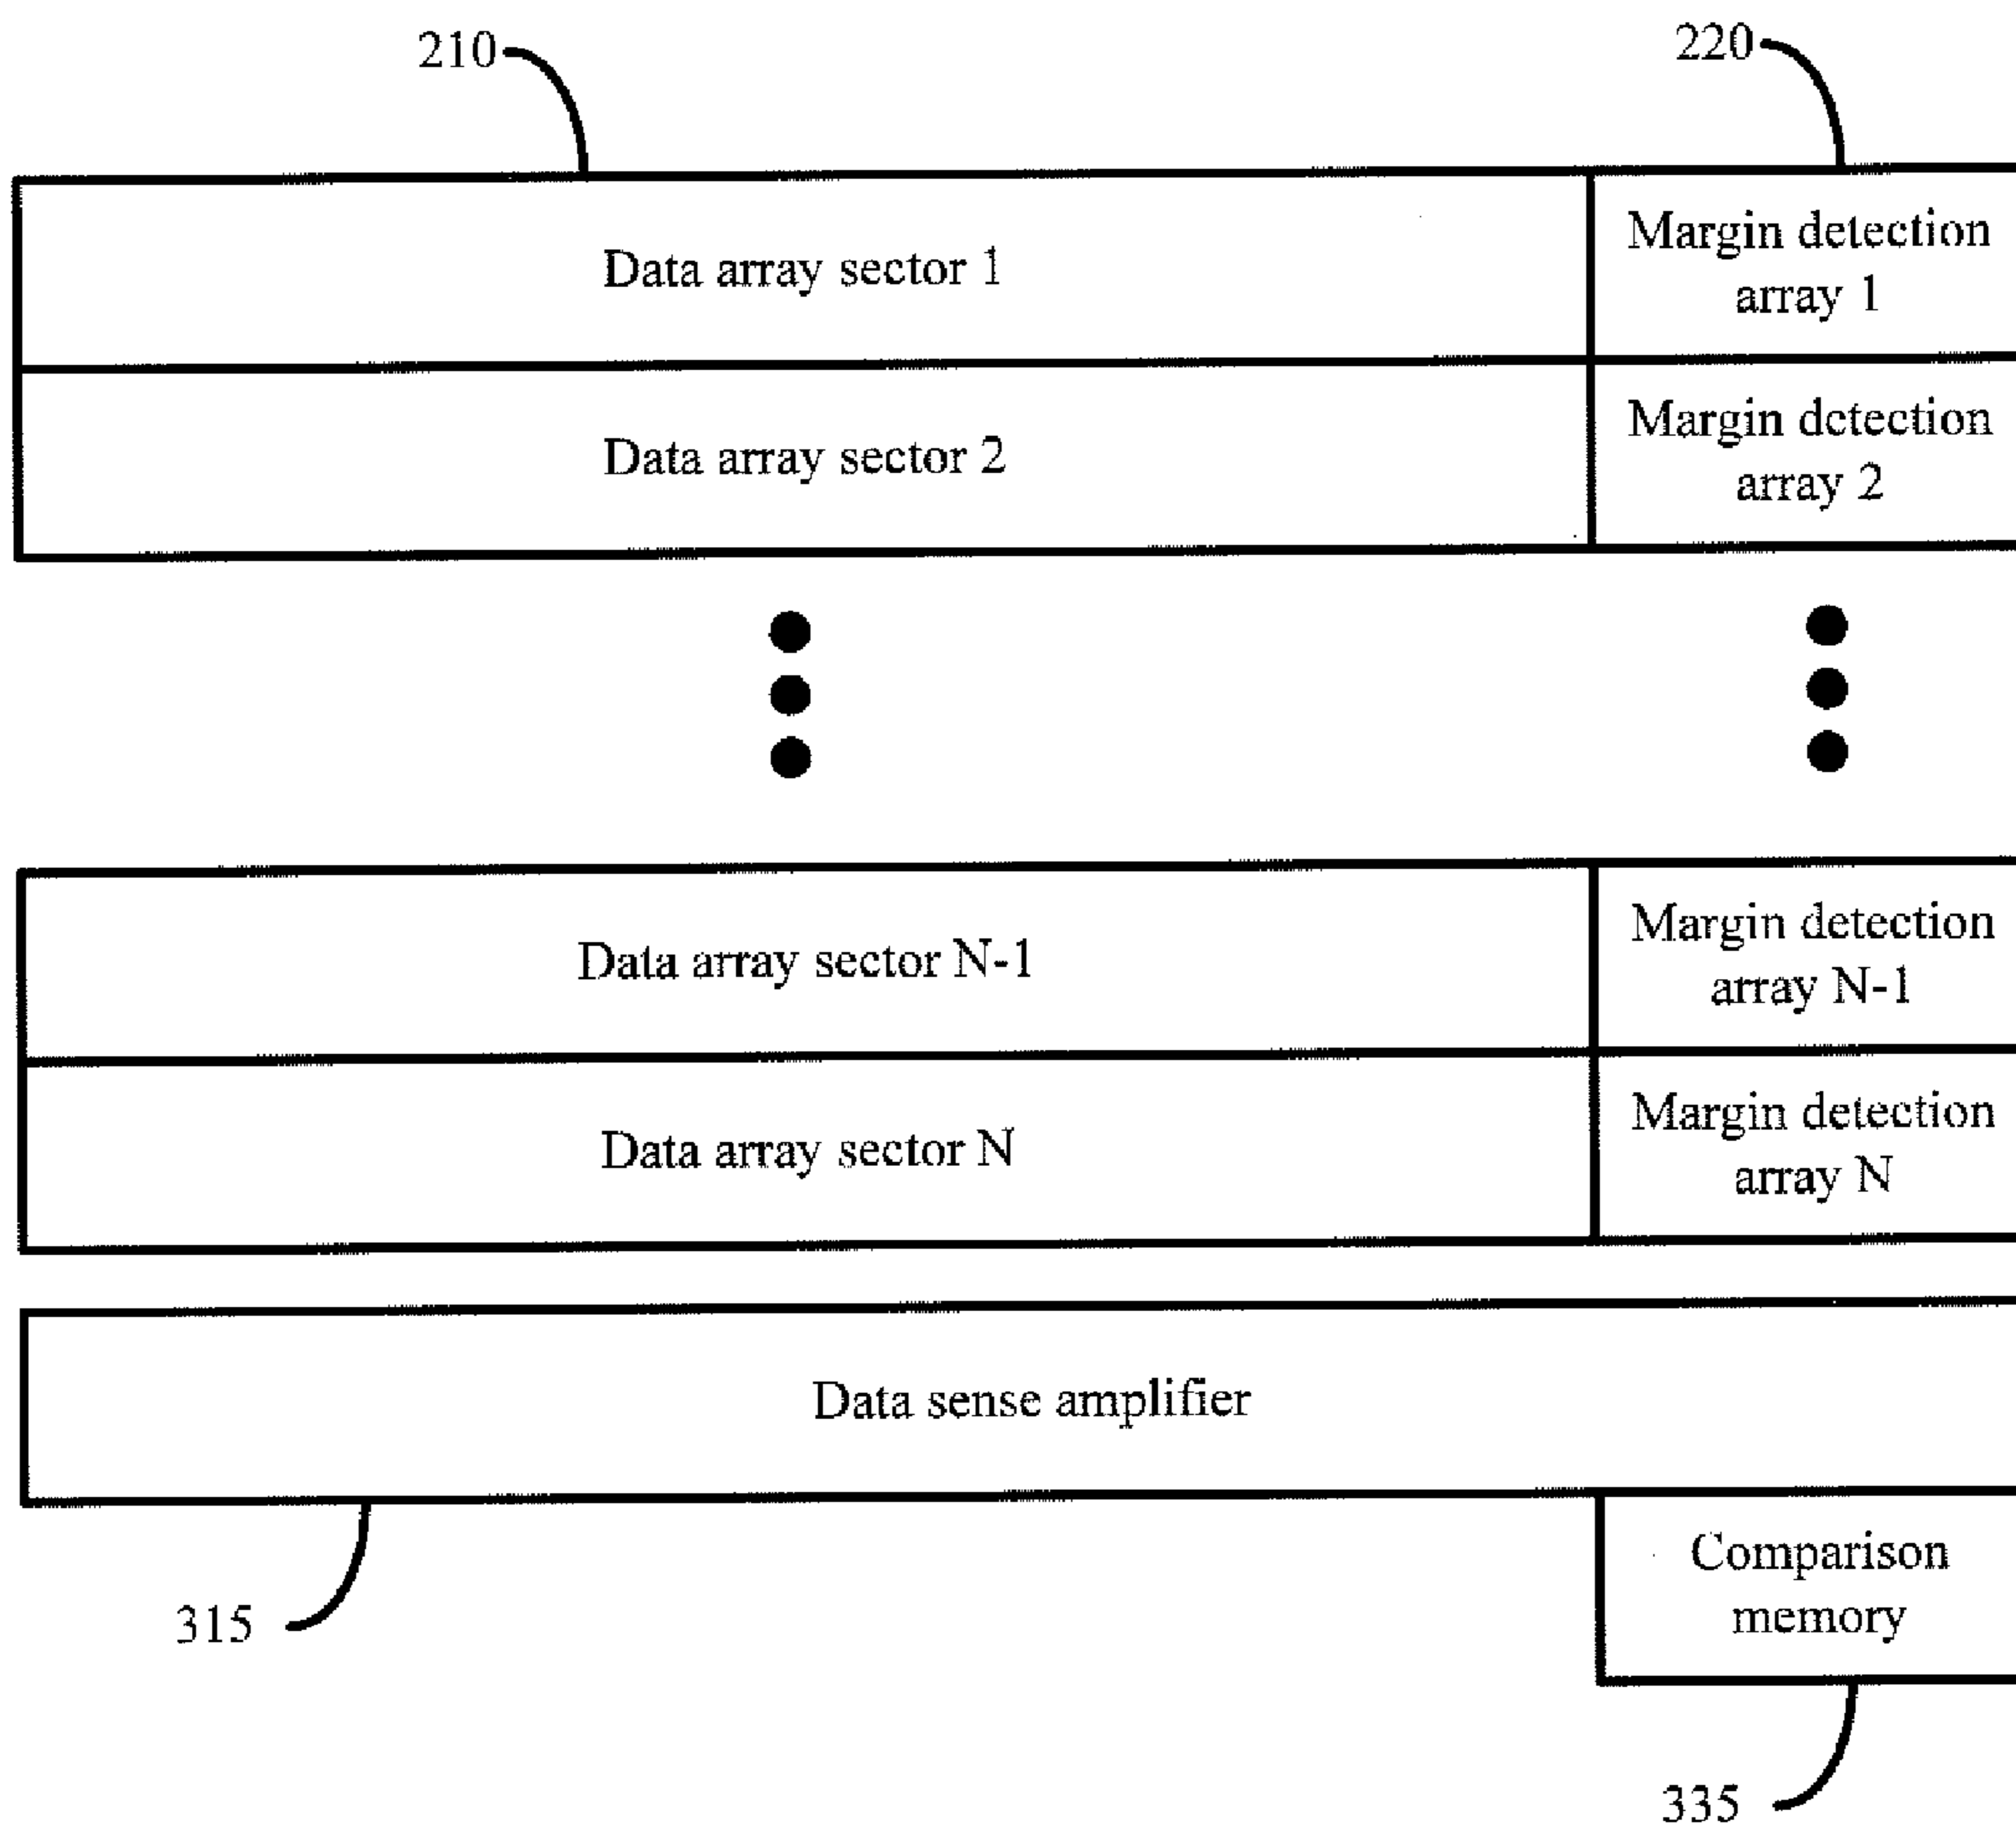 210
220
Data array sector 1
Margin detection
array 1
Data array sector 2
Margin detection
array 2
Data array sector N-1
Margin detection
array N-1
Data array sector N
Margin detection
array N
Data sense amplifier
Comparison
memory
315
335